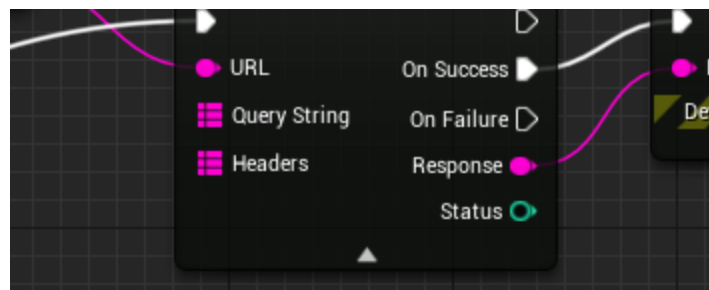 URL
On Success
Query String
On Failure
Headers
Response
Status
De